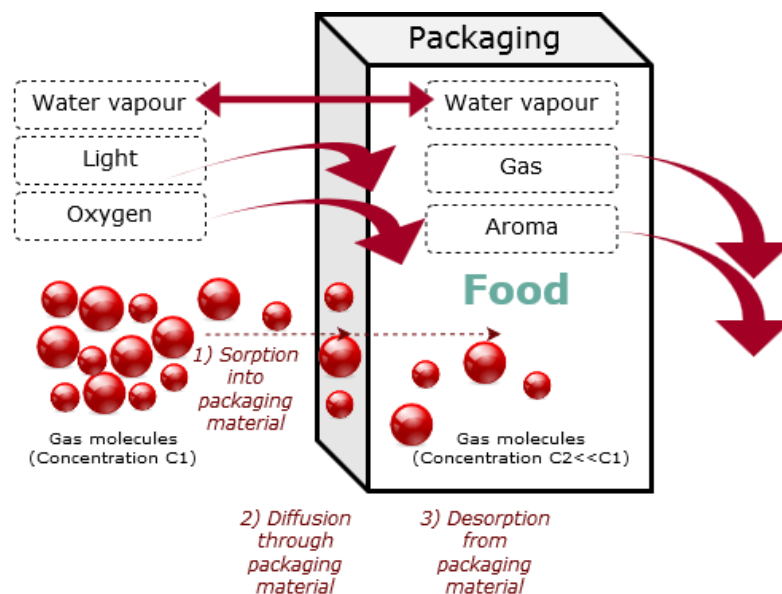 Packaging
Water vapour
Water vapour
Light
Gas
Oxygen
Aroma
Food
1) Sorption
into
packaging
material
Gas molecules
(Concentration C1)
Gas molecules
(Concentration C2<<C1)
2) Diffusion
through
packaging
material
3) Desorption
from
packaging
material